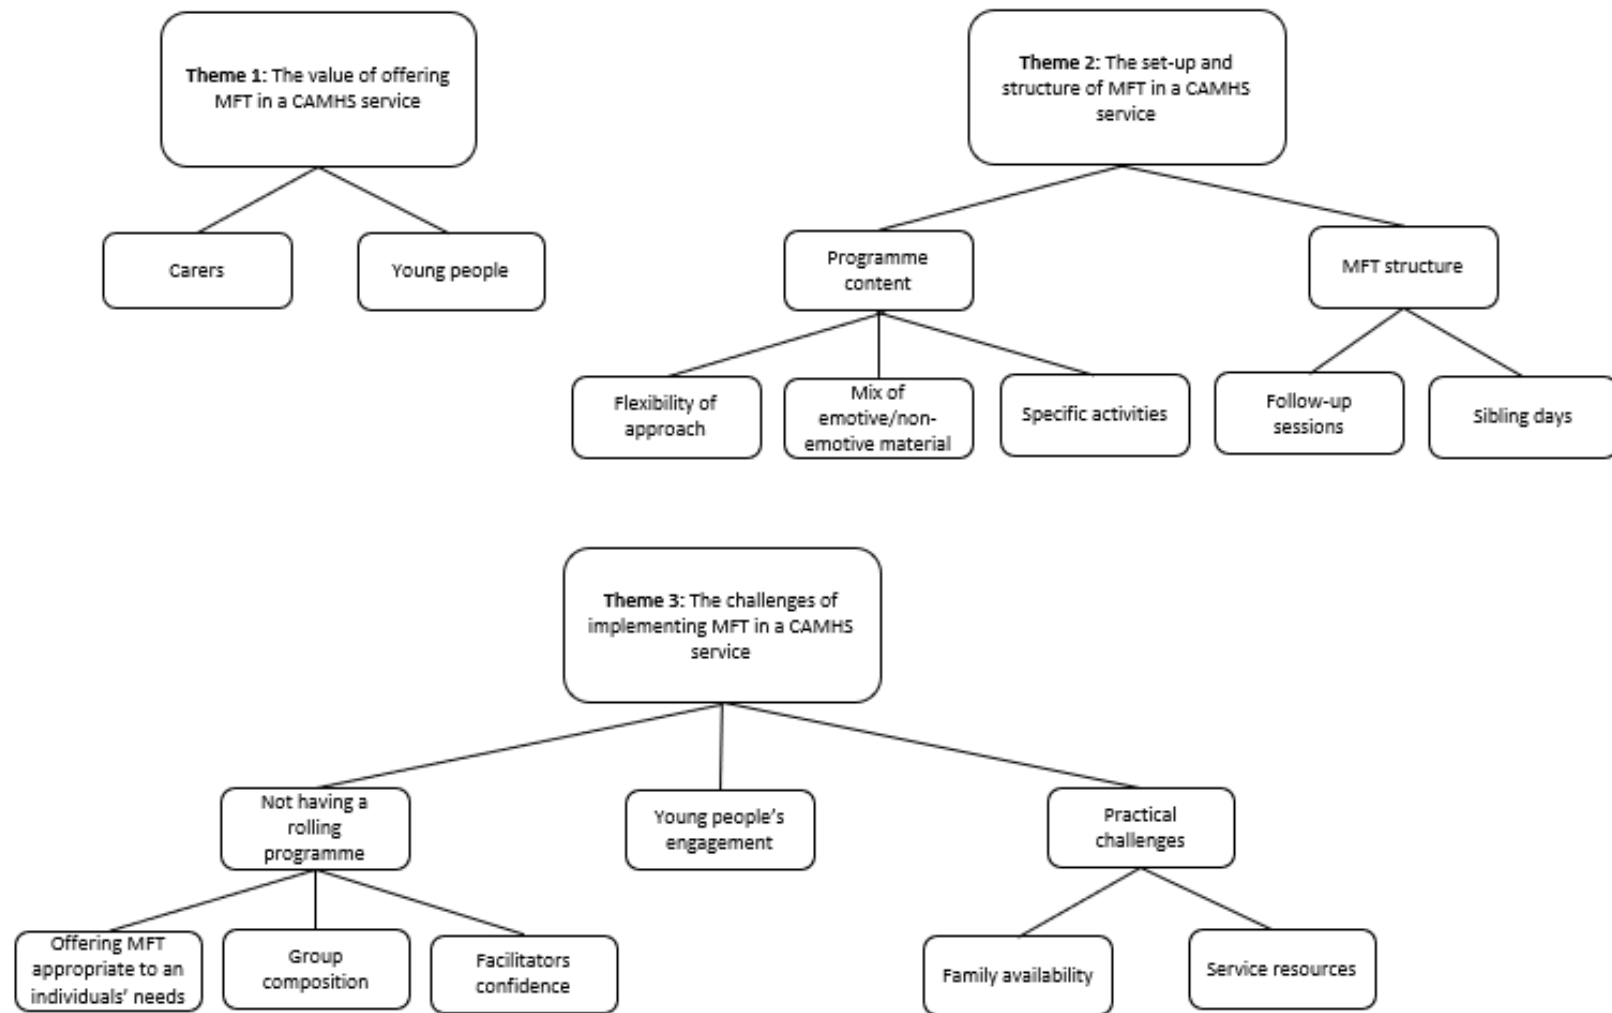 Theme 1: The value of offering
MFT in a CAMHS service
Theme 2: The set-up and
structure of MFT in a CAMHS
service
Carers
Young people
Programme
content
MFT structure
Flexibility of
approach
Mix of
emotive/non-
emotive material
Specific activities
Follow-up
sessions
Sibling days
Theme 3: The challenges of
implementing MFT in a CAMHS
service
Not having a
rolling
programme
Young people’s
engagement
Practical
challenges
Offering MFT
appropriate to an
individuals’ needs
Group
composition
Facilitators
confidence
Family availability
Service resources